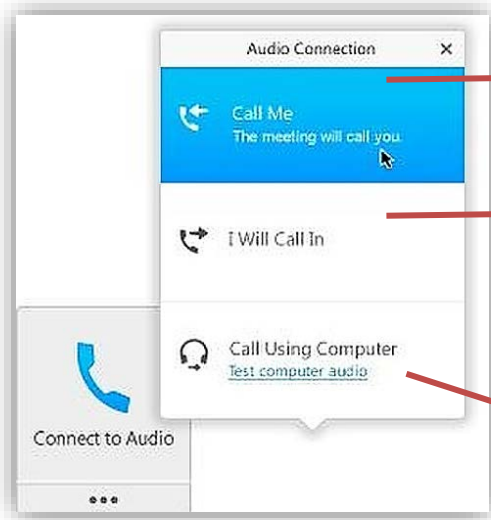 Audio Connection
Call Me
The meeting will call you.
I Will Call In
Call Using Computer
Test computer audio
Connect to Audio